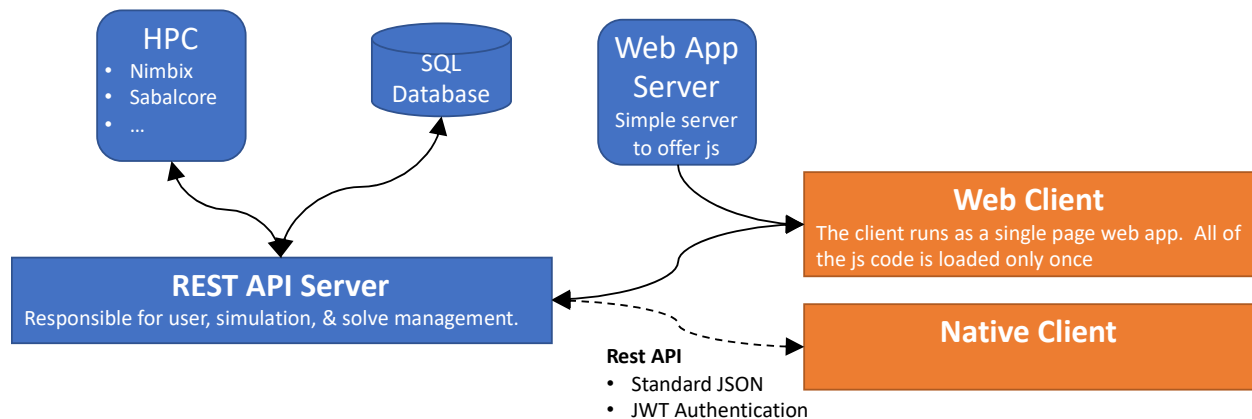 HPC
• Nimbix
• Sabalcore
• ...
SQL
Database
Web App
Server
Simple server
to offer js
Web Client
The client runs as a single page web app.  All of
the js code is loaded only once
REST API Server
Responsible for user, simulation, & solve management.
Native Client
Rest API
• Standard JSON
• JWT Authentication